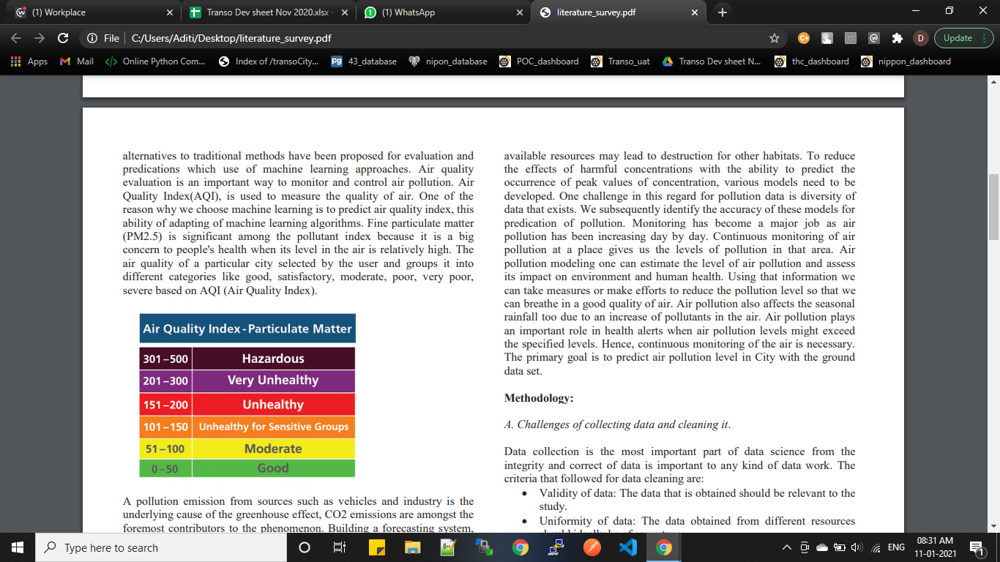 (1) Workplace
Transo Dev sheet Nov 2020.xlsx -
(1) WhatsApp
literature_survey.pdf
File
C:/Users/Aditi/Desktop/literature_survey.pdf
D
Update
Apps
Mail
Online Python Com...
Index of /transoCity...
43_database
nipon_database
POC_dashboard
Transo_uat
Transo Dev sheet N...
thc_dashboard
nippon_dashboard
alternatives to traditional methods have been proposed for evaluation and
predications which use of machine learning approaches. Air quality
evaluation is an important way to monitor and control air pollution. Air
Quality Index(AQI), is used to measure the quality of air. One of the
reason why we choose machine learning is to predict air quality index, this
ability of adapting of machine learning algorithms. Fine particulate matter
(PM2.5) is significant among the pollutant index because it is a big
concern to people's health when its level in the air is relatively high. The
air quality of a particular city selected by the user and groups it into
different categories like good, satisfactory, moderate, poor, very poor,
severe based on AQI (Air Quality Index).
Air Quality Index - Particulate Matter
301 –500 Hazardous
201 –300 Very Unhealthy
151 –200 Unhealthy
101 –150 Unhealthy for Sensitive Groups
51 –100 Moderate
0 –50 Good
A pollution emission from sources such as vehicles and industry is the
underlying cause of the greenhouse effect, CO2 emissions are amongst the
foremost contributors to the phenomenon. Building a forecasting system,
available resources may lead to destruction for other habitats. To reduce
the effects of harmful concentrations with the ability to predict the
occurrence of peak values of concentration, various models need to be
developed. One challenge in this regard for pollution data is diversity of
data that exists. We subsequently identify the accuracy of these models for
predication of pollution. Monitoring has become a major job as air
pollution has been increasing day by day. Continuous monitoring of air
pollution at a place gives us the levels of pollution in that area. Air
pollution modeling one can estimate the level of air pollution and assess
its impact on environment and human health. Using that information we
can take measures or make efforts to reduce the pollution level so that we
can breathe in a good quality of air. Air pollution also affects the seasonal
rainfall too due to an increase of pollutants in the air. Air pollution plays
an important role in health alerts when air pollution levels might exceed
the specified levels. Hence, continuous monitoring of the air is necessary.
The primary goal is to predict air pollution level in City with the ground
data set.
Methodology:
A. Challenges of collecting data and cleaning it.
Data collection is the most important part of data science from the
integrity and correct of data is important to any kind of data work. The
criteria that followed for data cleaning are:
• Validity of data: The data that is obtained should be relevant to the
study.
• Uniformity of data: The data obtained from different resources
Type here to search
ENG
08:31 AM
11-01-2021
1